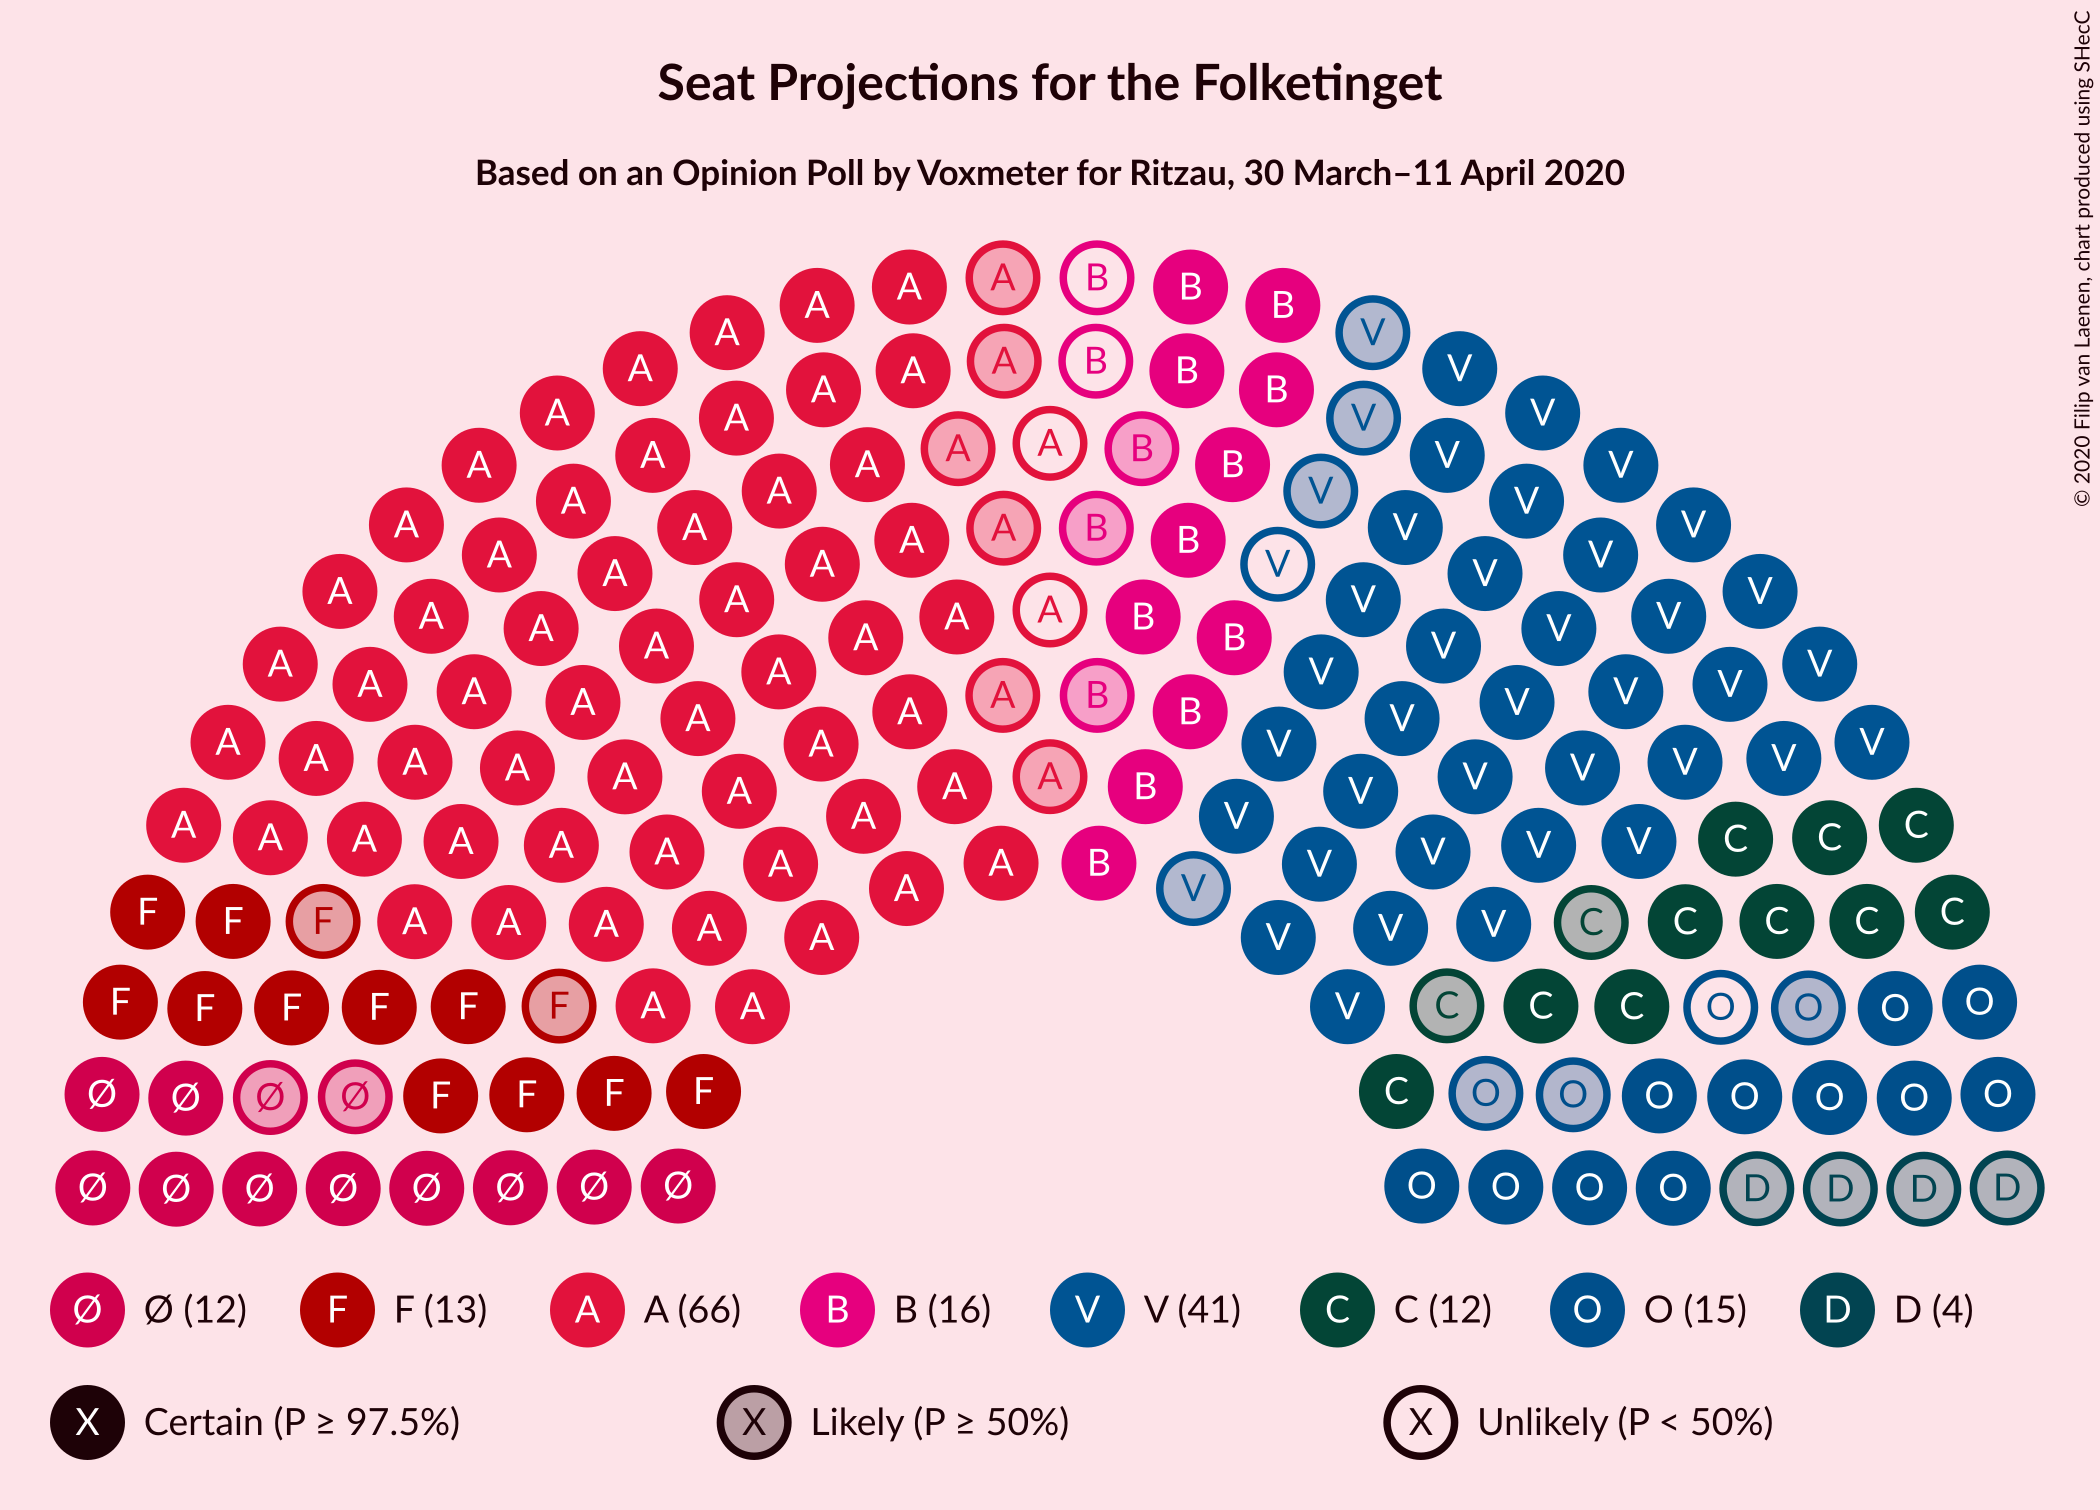 Seat Projections for the Folketinget
Based on an Opinion Poll by Voxmeter for Ritzau, 30 March–11 April 2020
© 2020 Filip van Laenen, chart produced using SHecC
A A A B B B
A V
A A A B B V
A B
A A V V
A A A B V
A A B V
A A V V
A A A A B B V V
A A A V V V
A A V V
A A A A B V V
A A B V
A A V V
A A A A B V V V
A A B V
A A V V
A A A A V V V V
A A A B V
A A V C
A A A A A V V V C C
A A B V
A V
F F F A A A A A V V V C C C C C
F F F F F F A A V C C C O O O O
Ø Ø Ø Ø F F F F C O O O O O O O
Ø Ø Ø Ø Ø Ø Ø Ø O O O O D D D D
Ø Ø (12) F F (13) A A (66) B B (16) V V (41) C C (12) O O (15) D D (4)
X Certain (P ≥ 97.5%) X Likely (P ≥ 50%) X Unlikely (P < 50%)